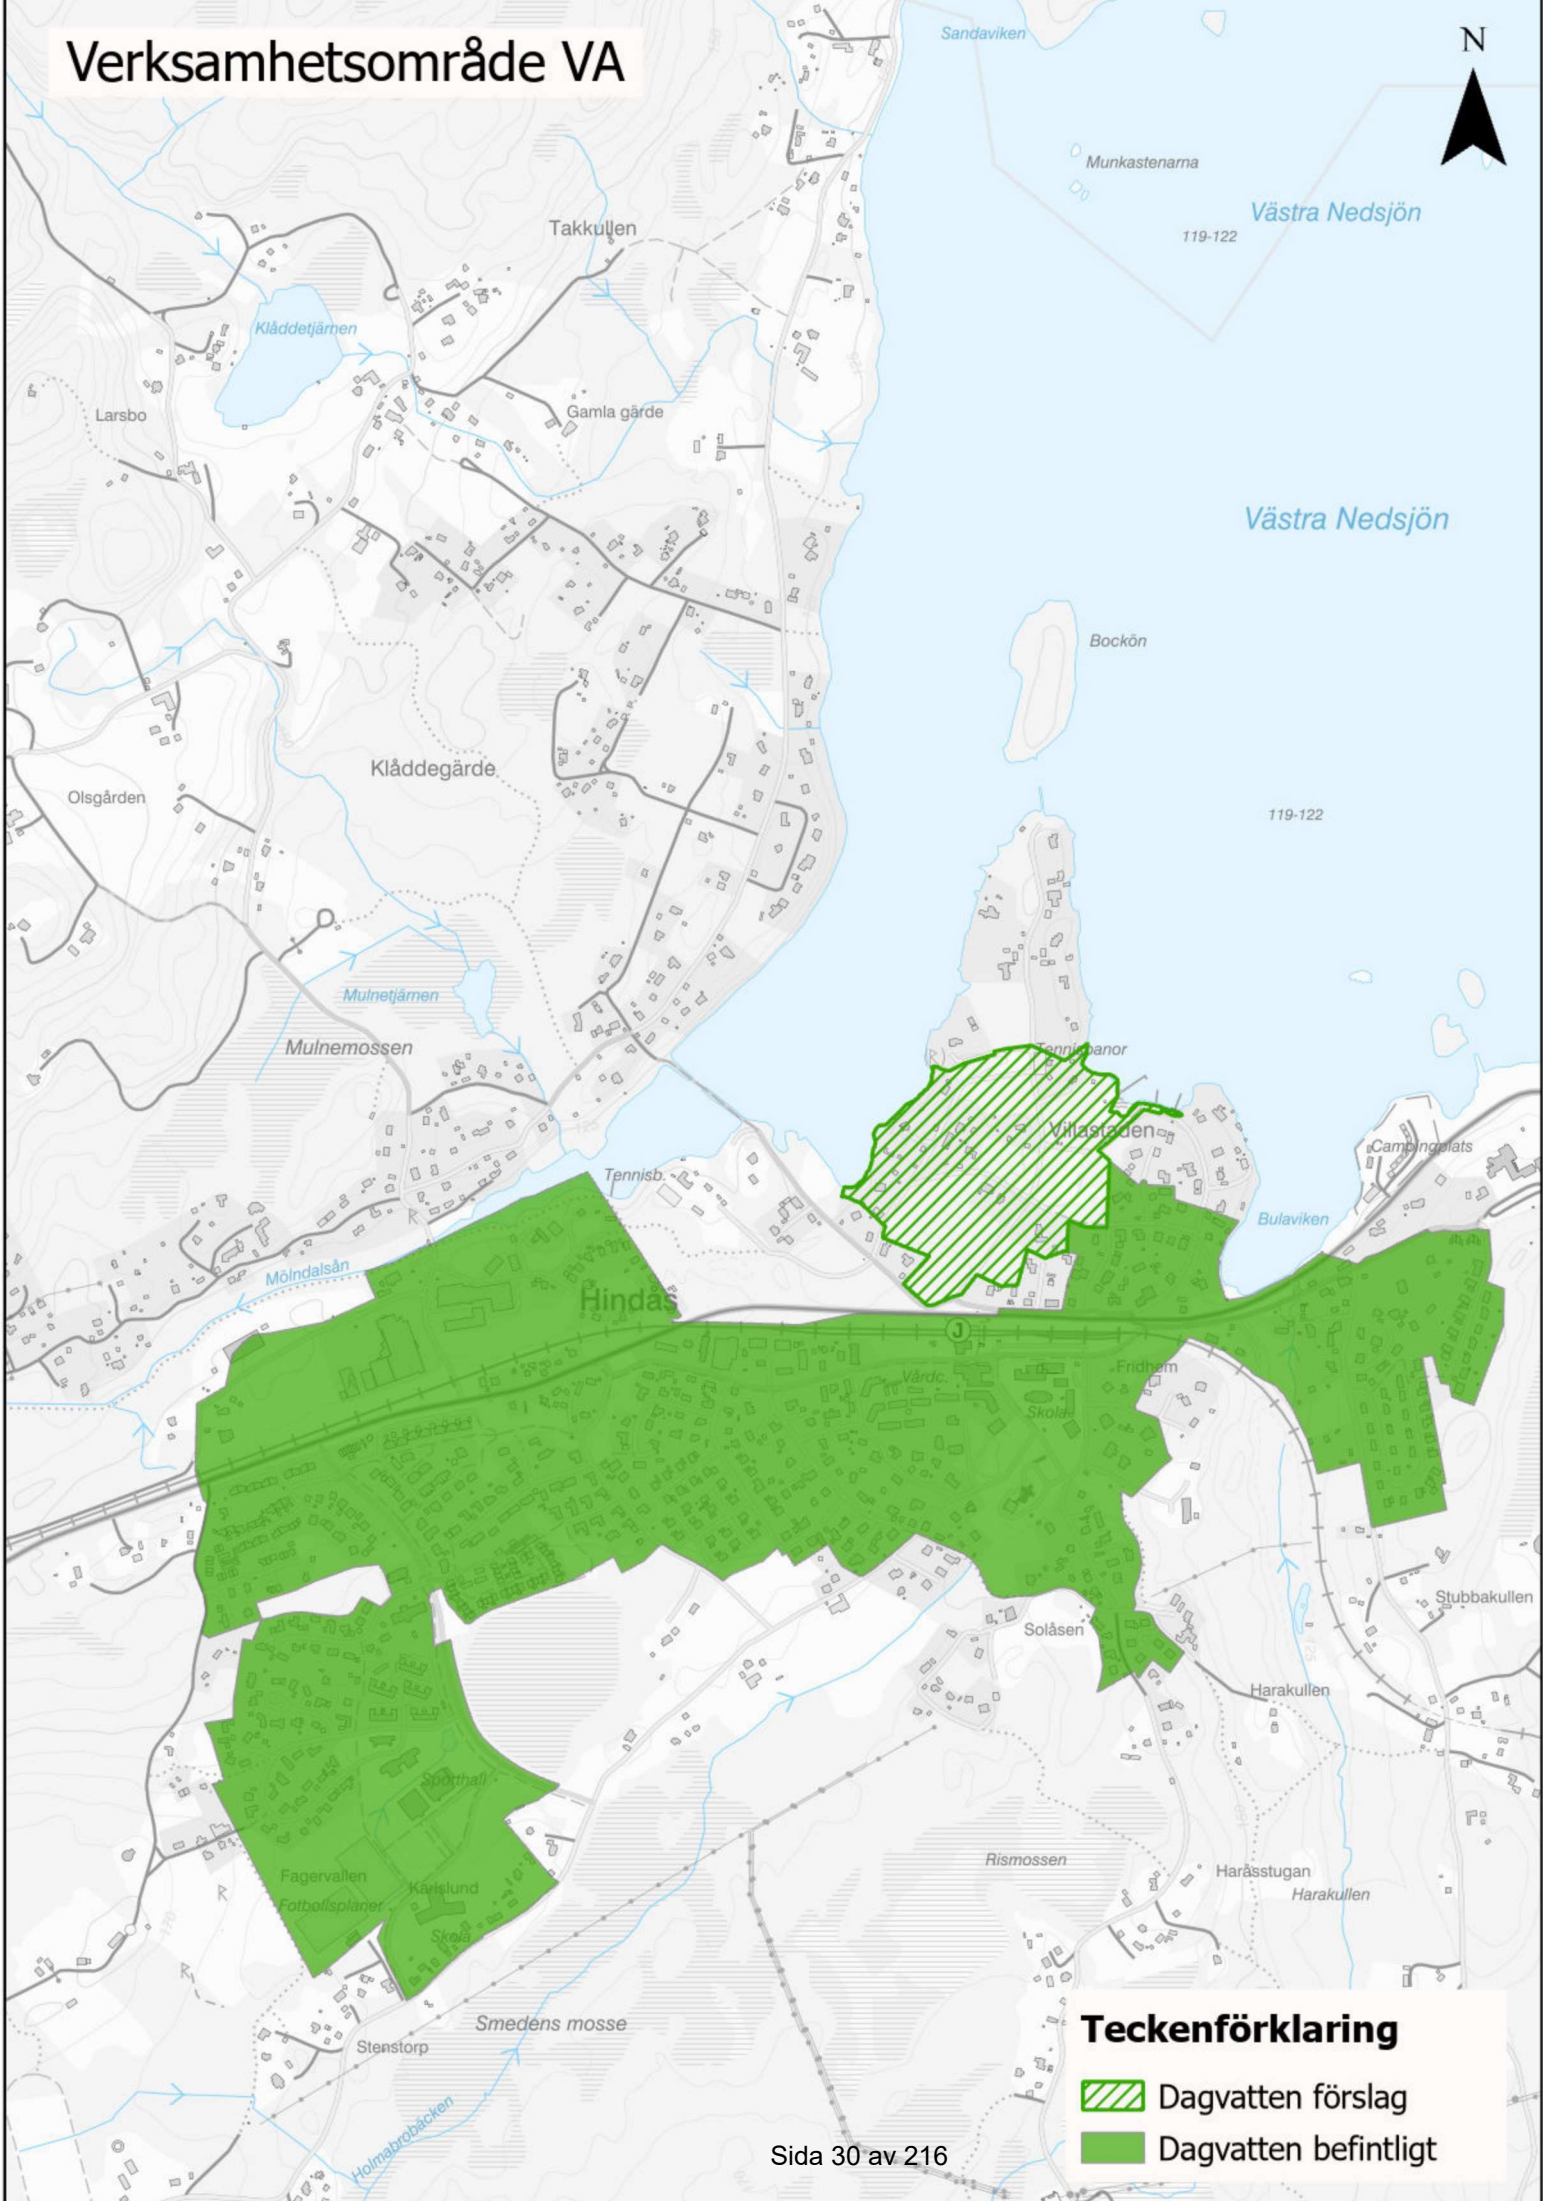 Verksamhetsområde VA
N
Sandaviken
Munkastenarna
Västra Nedsjön
119-122
Takkullen
Klåddetjärnen
Larsbo
Gamla gärde
Västra Nedsjön
Bockön
Klåddegärde
Olsgården
119-122
Mulnetjärnen
Mulnemossen
Tennisbanor
Villastaden
Campingplats
Tennisb.
Bulaviken
Mölndalsån
Hindås
J
Vårdc.
Fridhem
Skola
Stubbakullen
Solåsen
Harakullen
Sporthall
Rismossen
Haråsstugan
Harakullen
Fagervallen
Karlslund
Fotbollsplaner
Skola
Smedens mosse
Stenstorp
Holmabrobäcken
Teckenförklaring
Dagvatten förslag
Dagvatten befintligt
Sida 30 av 216